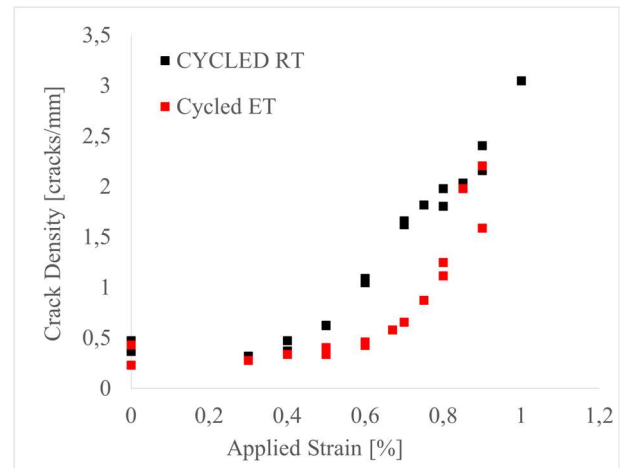 3,5
3
2,5
2
1,5
1
0,5
0
CYCLED RT
Cycled ET
Crack Density [cracks/mm]
0 0,2 0,4 0,6 0,8 1 1,2
Applied Strain [%]